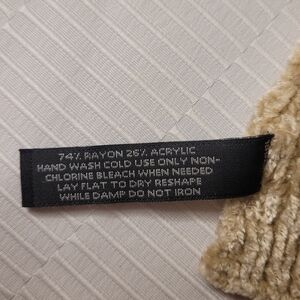 74% RAYON 26% ACRYLIC
HAND WASH COLD USE ONLY NON-
CHLORINE BLEACH WHEN NEEDED
LAY FLAT TO DRY RESHAPE
WHILE DAMP DO NOT IRON